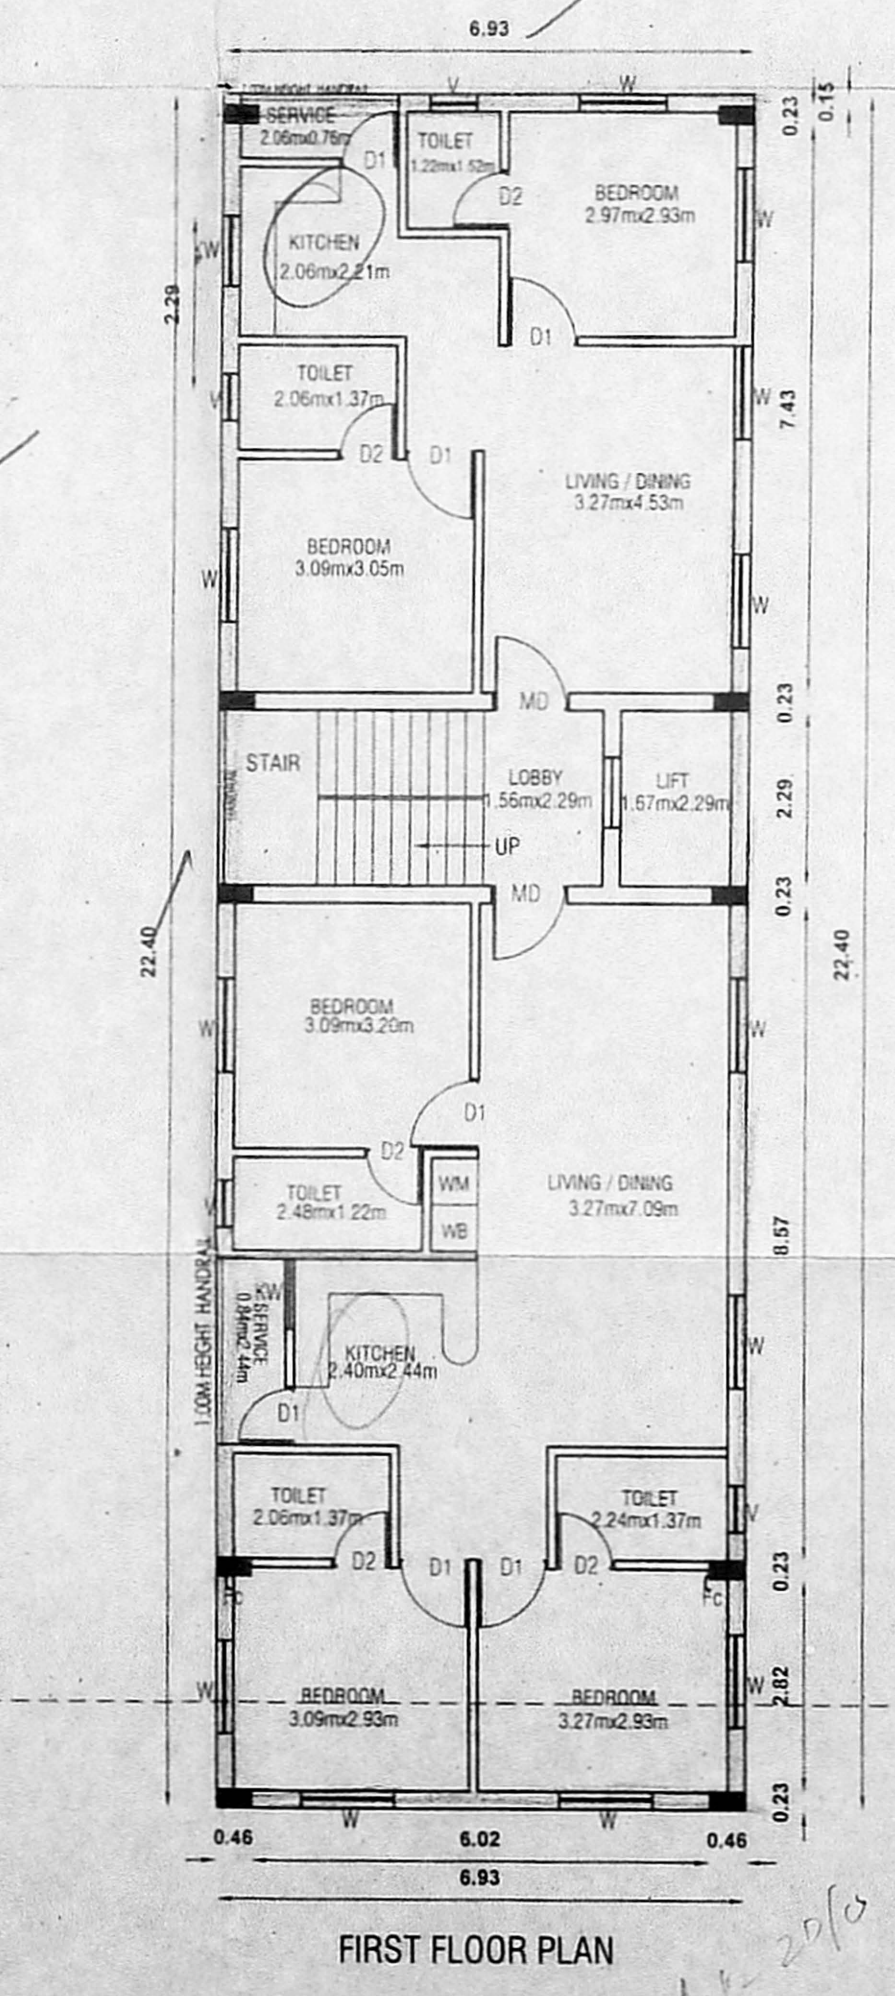 6.93
1.00M HEIGHT HANDRAIL
V
W
0.23
0.15
SERVICE
2.06mx0.76m
D1
TOILET
1.22mx1.52m
D2
BEDROOM
2.97mx2.93m
W
KW
KITCHEN
2.06mx2.21m
2.29
D1
TOILET
2.06mx1.37m
V
W
7.43
D2
D1
LIVING / DINING
3.27mx4.53m
BEDROOM
3.09mx3.05m
W
W
MD
0.23
STAIR
HANDRAIL
LOBBY
1.56mx2.29m
LIFT
1.67mx2.29m
2.29
UP
MD
0.23
22.40
22.40
BEDROOM
3.09mx3.20m
W
W
D1
D2
TOILET
2.48mx1.22m
V
WM
WB
LIVING / DINING
3.27mx7.09m
8.57
1.00M HEIGHT HANDRAIL
KW
SERVICE
0.84mx2.44m
KITCHEN
2.40mx2.44m
W
D1
TOILET
2.06mx1.37m
TOILET
2.24mx1.37m
V
D2
D1
D1
D2
0.23
Fc
Fc
W
BEDROOM
3.09mx2.93m
BEDROOM
3.27mx2.93m
W
2.82
W
W
0.23
0.46
6.02
0.46
6.93
FIRST FLOOR PLAN